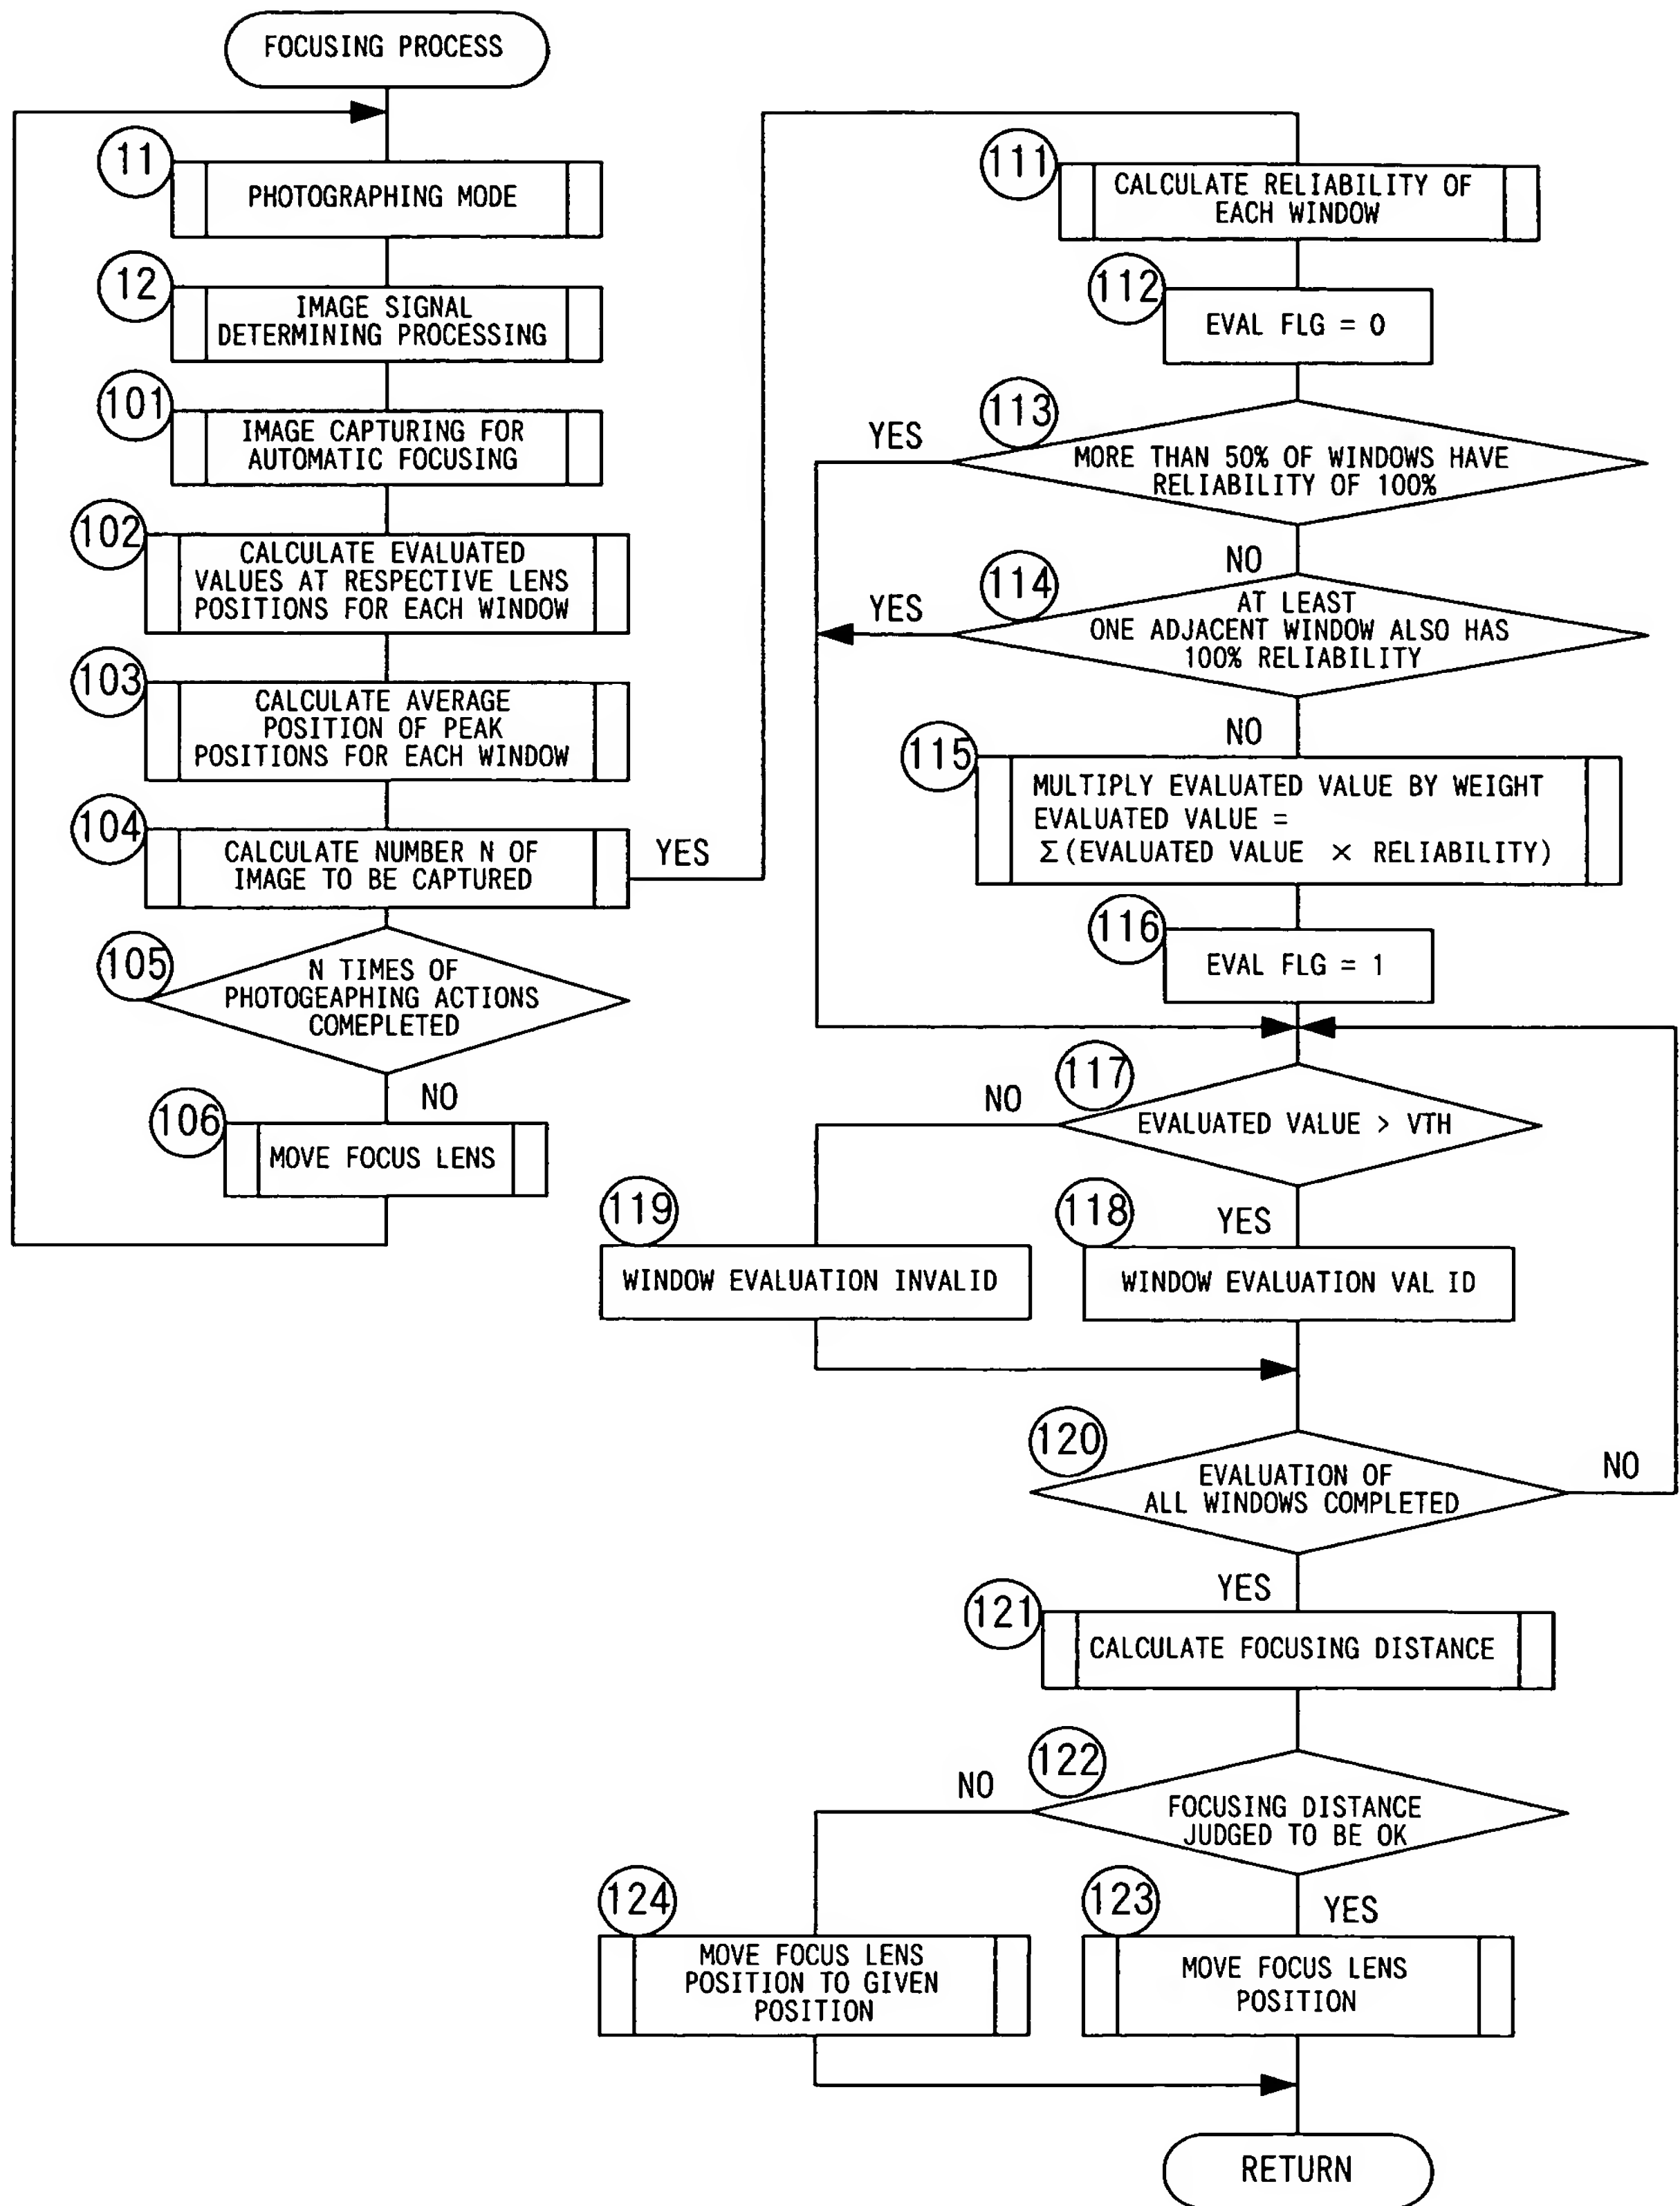 FOCUSING PROCESS
11
PHOTOGRAPHING MODE
12
IMAGE SIGNAL
DETERMINING PROCESSING
101
IMAGE CAPTURING FOR
AUTOMATIC FOCUSING
102
CALCULATE EVALUATED
VALUES AT RESPECTIVE LENS
POSITIONS FOR EACH WINDOW
103
CALCULATE AVERAGE
POSITION OF PEAK
POSITIONS FOR EACH WINDOW
104
CALCULATE NUMBER N OF
IMAGE TO BE CAPTURED
YES
105
N TIMES OF
PHOTOGEAPHING ACTIONS
COMEPLETED
NO
106
MOVE FOCUS LENS
111
CALCULATE RELIABILITY OF
EACH WINDOW
112
EVAL FLG = 0
113
YES
MORE THAN 50% OF WINDOWS HAVE
RELIABILITY OF 100%
NO
114
YES
AT LEAST
ONE ADJACENT WINDOW ALSO HAS
100% RELIABILITY
NO
115
MULTIPLY EVALUATED VALUE BY WEIGHT
EVALUATED VALUE =
Σ(EVALUATED VALUE × RELIABILITY)
116
EVAL FLG = 1
117
NO
EVALUATED VALUE > VTH
119
WINDOW EVALUATION INVALID
118
YES
WINDOW EVALUATION VAL ID
120
EVALUATION OF
ALL WINDOWS COMPLETED
NO
YES
121
CALCULATE FOCUSING DISTANCE
122
NO
FOCUSING DISTANCE
JUDGED TO BE OK
124
MOVE FOCUS LENS
POSITION TO GIVEN
POSITION
123
YES
MOVE FOCUS LENS
POSITION
RETURN